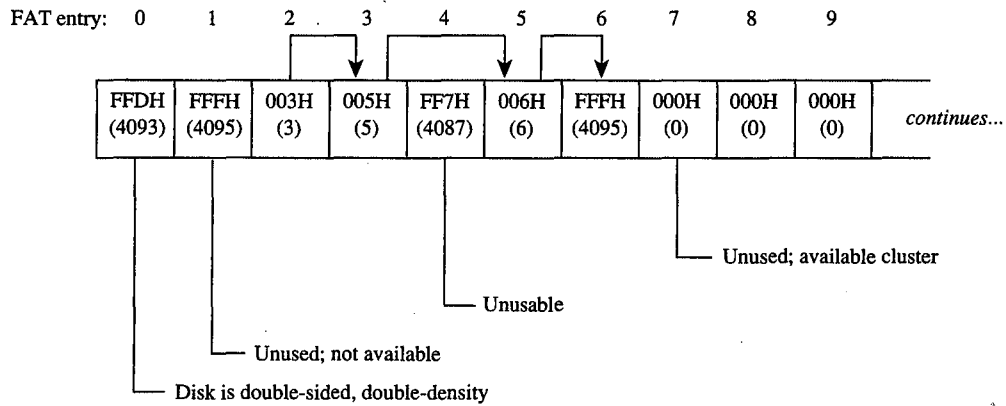 FAT entry: 0 1 2 3 4 5 6 7 8 9
FFDH FFFH 003H 005H FF7H 006H FFFH 000H 000H 000H
(4093) (4095) (3) (5) (4087) (6) (4095) (0) (0) (0)
continues...
Unused; available cluster
Unusable
Unused; not available
Disk is double-sided, double-density